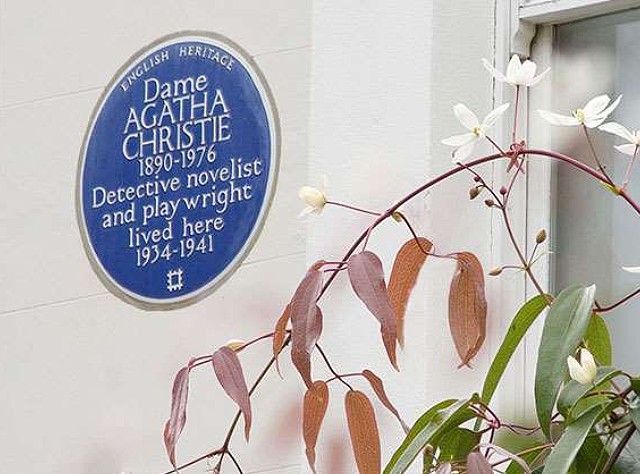 ENGLISH HERITAGE
Dame
AGATHA
CHRISTIE
1890-1976
Detective novelist
and playwright
lived here
1934-1941